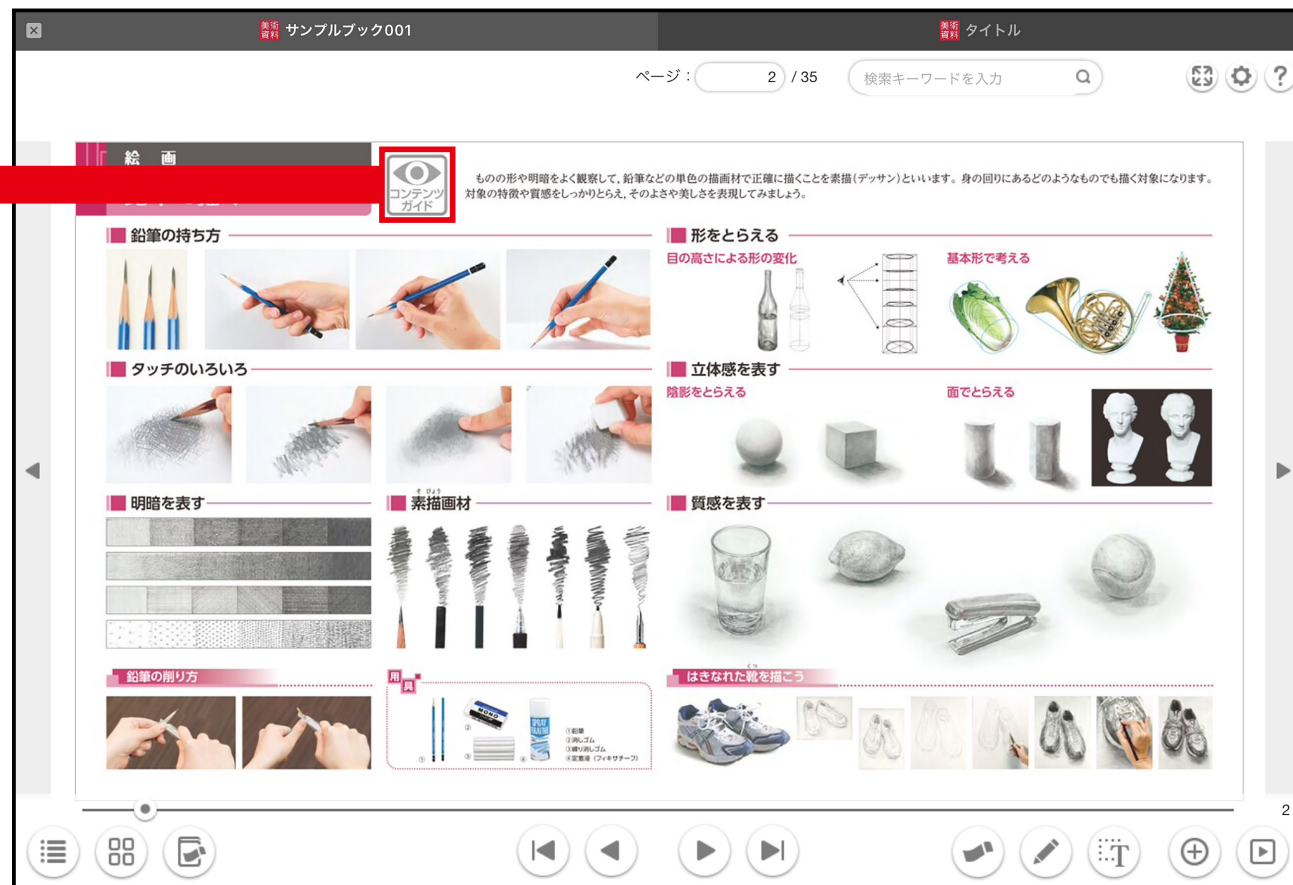 美術資料 サンプルブック001
美術資料 タイトル
ページ： 2 / 35
検索キーワードを入力
?
絵 画
コンテンツ
ガイド
ものの形や明暗をよく観察して，鉛筆などの単色の描画材で正確に描くことを素描（デッサン）といいます。身の回りにあるどのようなものでも描く対象になります。
対象の特徴や質感をしっかりとらえ，そのよさや美しさを表現してみましょう。
鉛筆の持ち方
形をとらえる
目の高さによる形の変化
基本形で考える
タッチのいろいろ
立体感を表す
陰影をとらえる
面でとらえる
明暗を表す
そ びょう
素描画材
質感を表す
鉛筆の削り方
用具
MONO
SPRAY
FIXATIVE
①
②
③
④
①鉛筆
②消しゴム
③練り消しゴム
④定着液（フィキサチーフ）
くつ
はきなれた靴を描こう
2
T